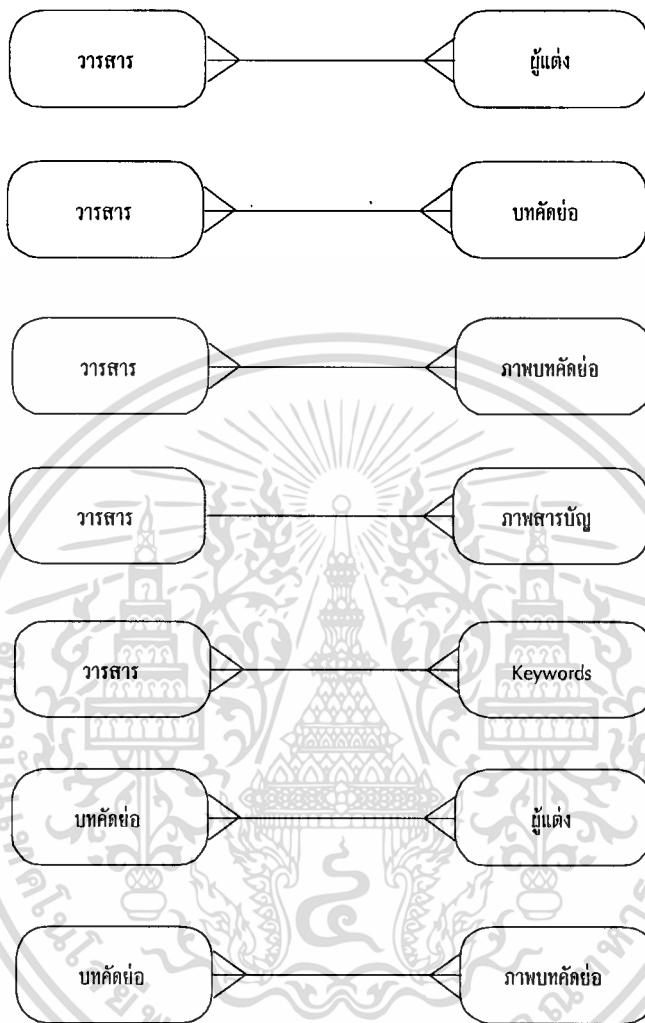 วารสาร ผู้แต่ง
วารสาร บทคัดย่อ
วารสาร ภาพบทคัดย่อ
วารสาร ภาพสารบัญ
วารสาร Keywords
บทคัดย่อ ผู้แต่ง
บทคัดย่อ ภาพบทคัดย่อ